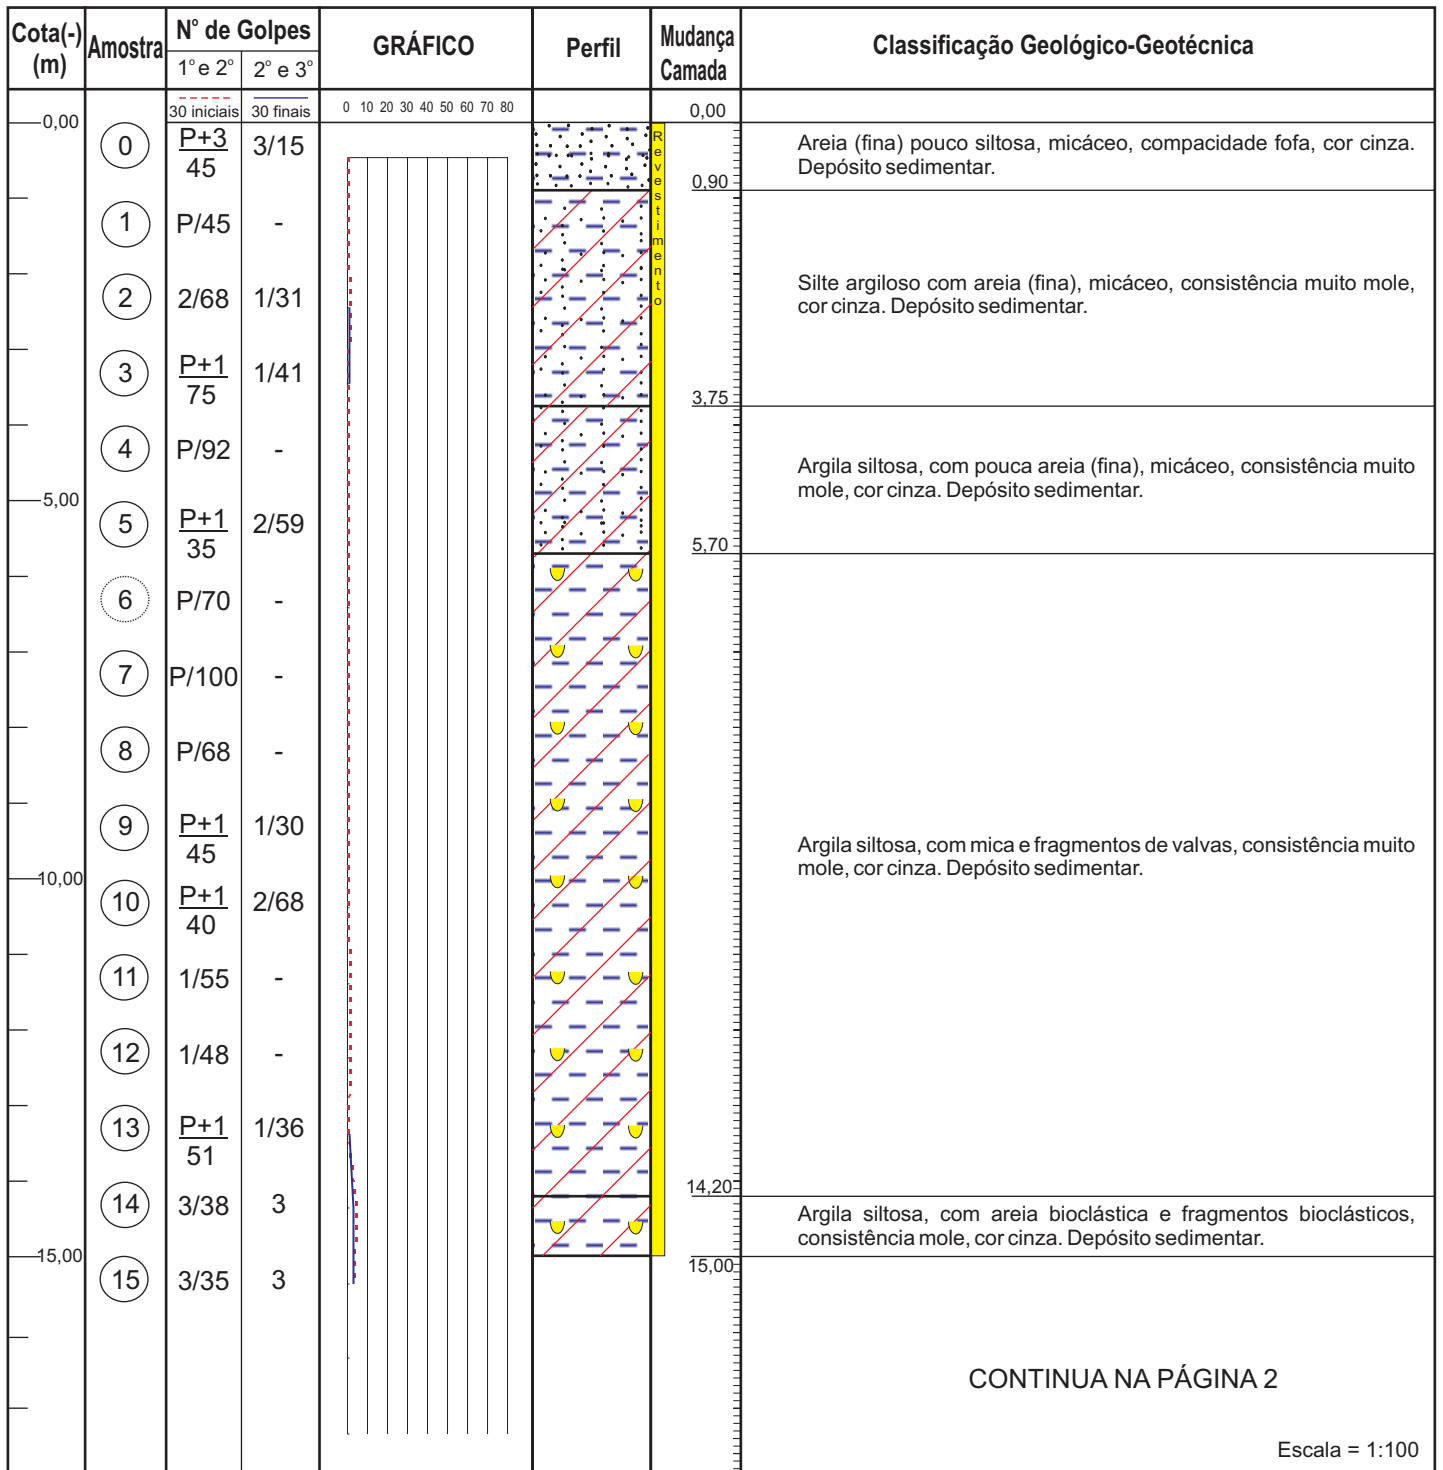 Cota(-) (m) Amostra N° de Golpes GRÁFICO Perfil Mudança Camada Classificação Geológico-Geotécnica
1° e 2° 2° e 3°
30 iniciais 30 finais 0 10 20 30 40 50 60 70 80 0,00
0,00
0 P+3/45 3/15
Revestimento
Areia (fina) pouco siltosa, micáceo, compacidade fofa, cor cinza.
Depósito sedimentar.
0,90
1 P/45 -
2 2/68 1/31
Silte argiloso com areia (fina), micáceo, consistência muito mole,
cor cinza. Depósito sedimentar.
3 P+1/75 1/41
3,75
4 P/92 -
Argila siltosa, com pouca areia (fina), micáceo, consistência muito
mole, cor cinza. Depósito sedimentar.
5,00
5 P+1/35 2/59
5,70
6 P/70 -
7 P/100 -
8 P/68 -
9 P+1/45 1/30
Argila siltosa, com mica e fragmentos de valvas, consistência muito
mole, cor cinza. Depósito sedimentar.
10,00
10 P+1/40 2/68
11 1/55 -
12 1/48 -
13 P+1/51 1/36
14,20
14 3/38 3
Argila siltosa, com areia bioclástica e fragmentos bioclásticos,
consistência mole, cor cinza. Depósito sedimentar.
15,00
15,00
15 3/35 3
CONTINUA NA PÁGINA 2
Escala = 1:100